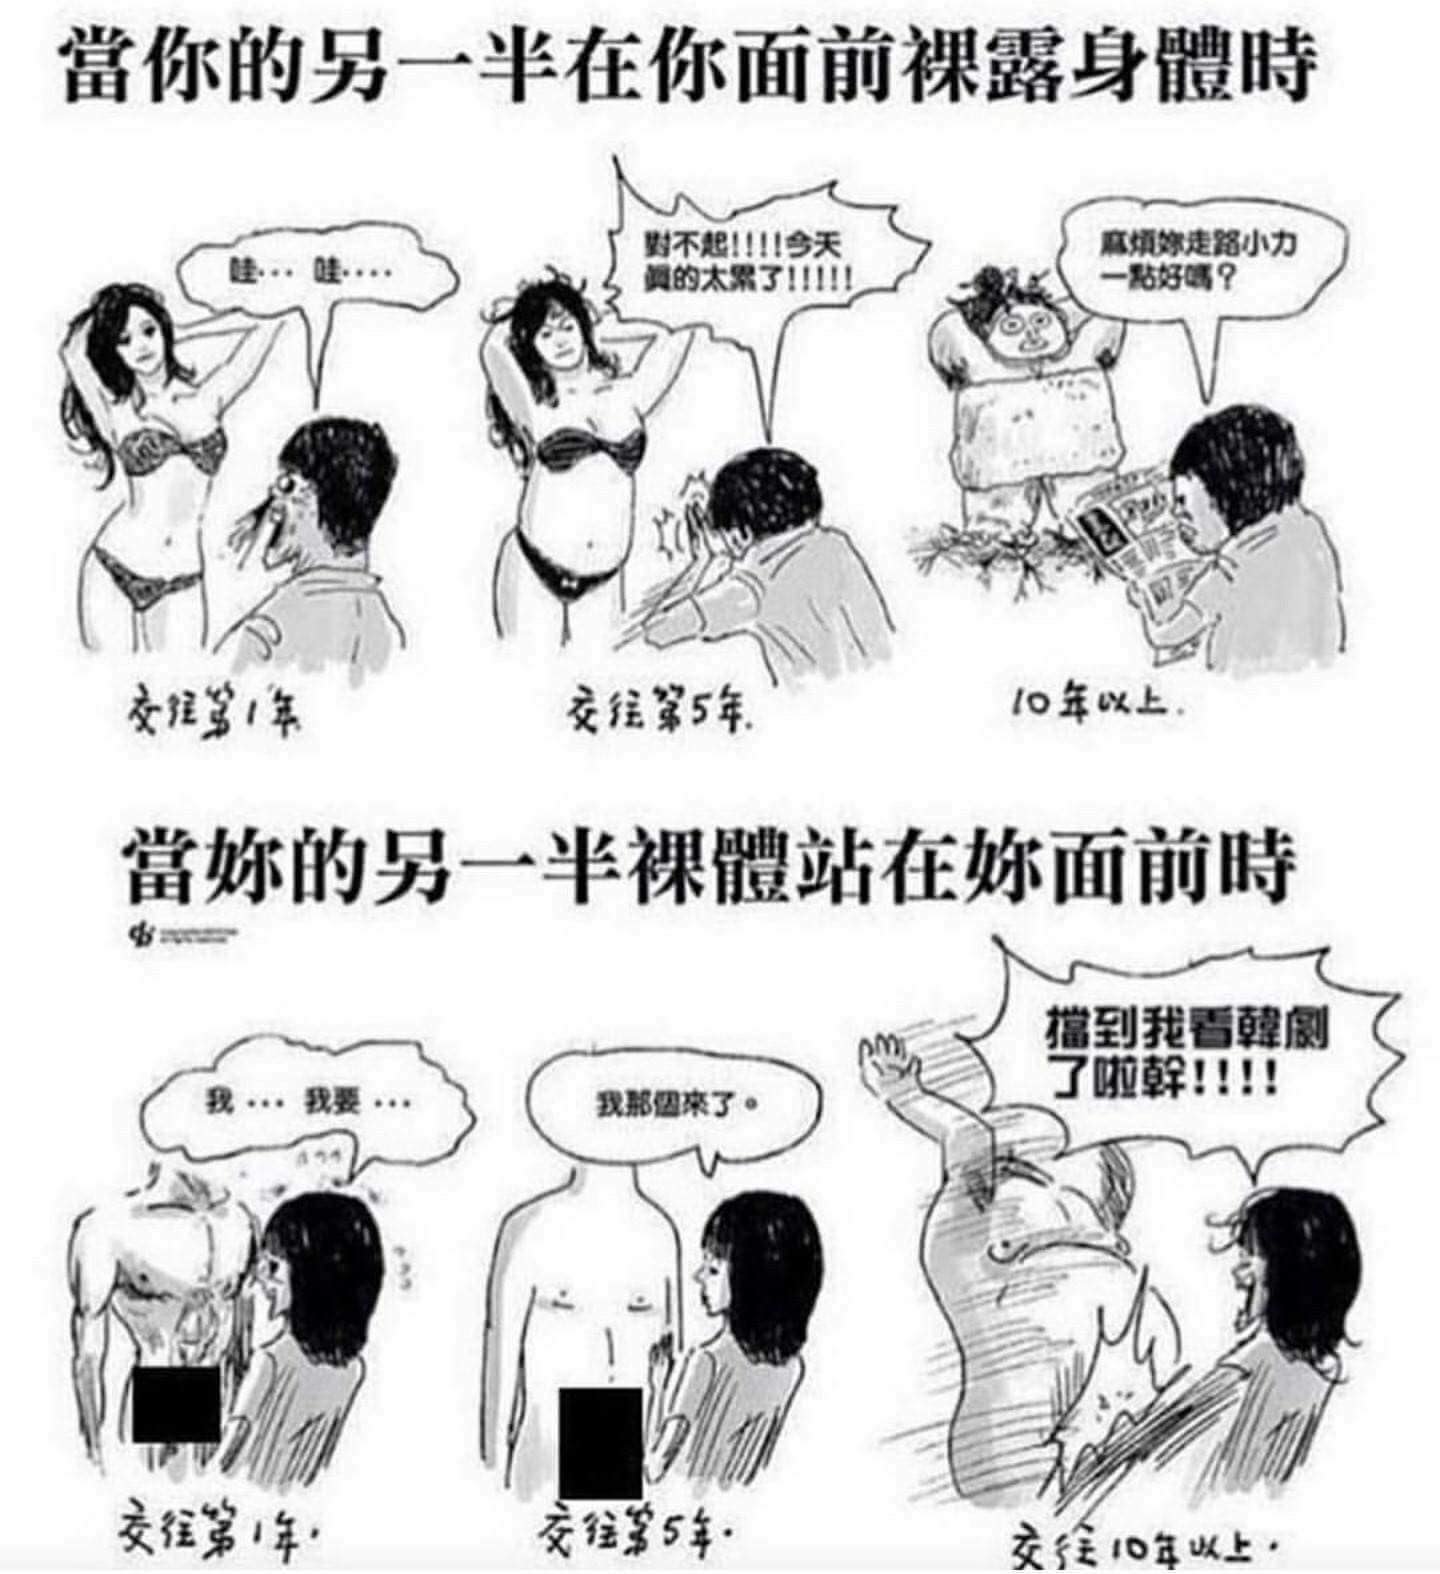 當你的另一半在你面前裸露身體時
哇… 哇‥‥
對不起!!!!今天
真的太累了!!!!!
麻煩妳走路小力
一點好嗎？
交往第1年
交往第5年.
10年以上.
當妳的另一半裸體站在妳面前時
我 … 我要 …
我那個來了。
擋到我看韓劇
了啦幹!!!!
交往第1年.
交往第5年.
交往10年以上.